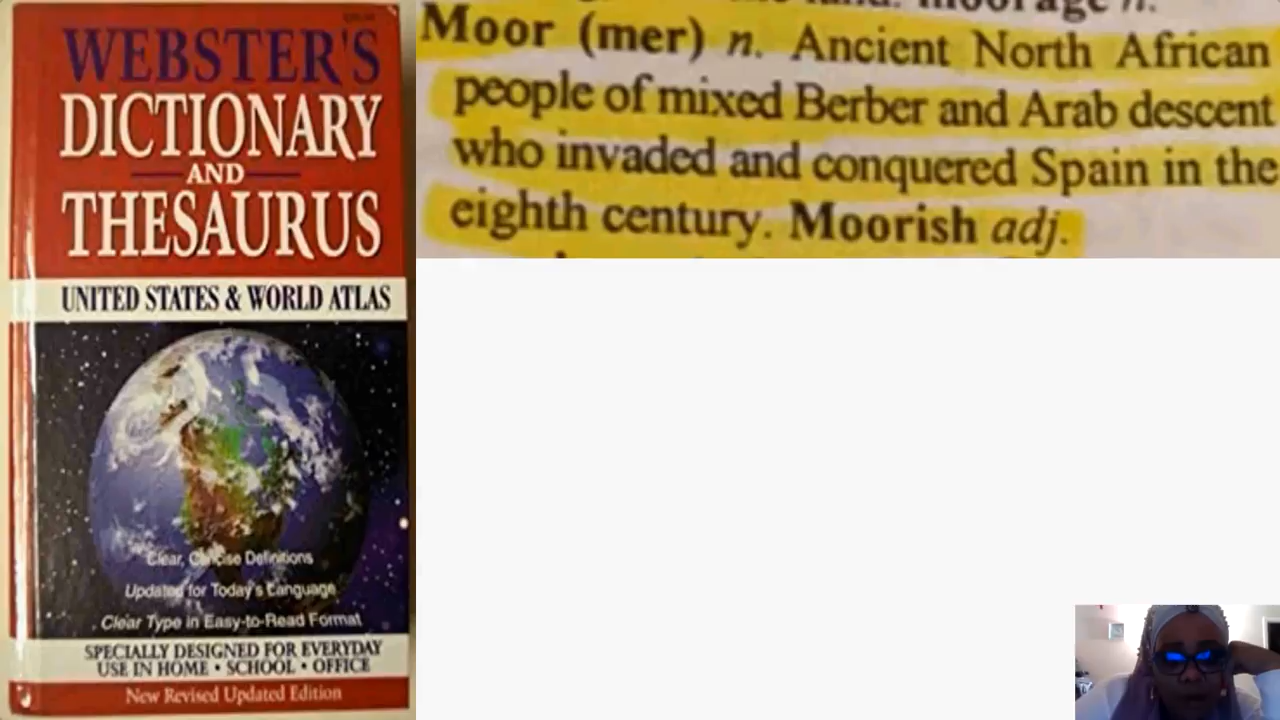 WEBSTER'S
DICTIONARY
AND
THESAURUS
UNITED STATES & WORLD ATLAS
Clear, Concise Definitions
Updated for Today's Language
Clear Type in Easy-to-Read Format
SPECIALLY DESIGNED FOR EVERYDAY
USE IN HOME • SCHOOL • OFFICE
New Revised Updated Edition
moorage n.
Moor (mer) n. Ancient North African
people of mixed Berber and Arab descent
who invaded and conquered Spain in the
eighth century. Moorish adj.